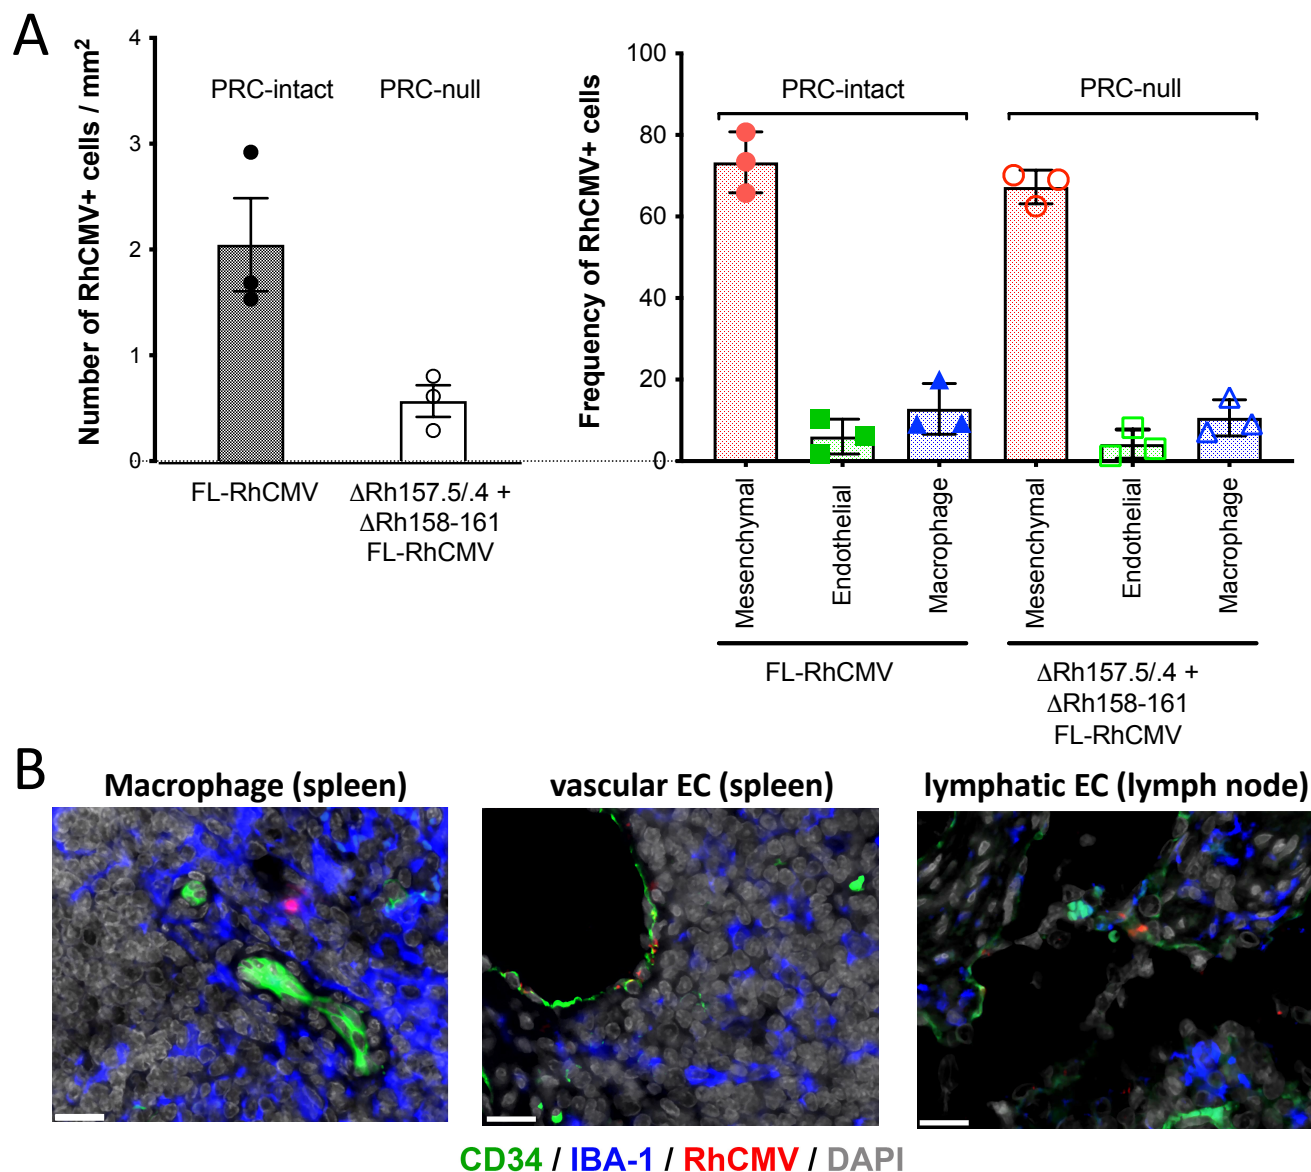 A
Number of RhCMV+ cells / mm2
4
3
2
1
0
PRC-intact
PRC-null
FL-RhCMV
ΔRh157.5/.4 +
ΔRh158-161
FL-RhCMV
Frequency of RhCMV+ cells
100
80
60
40
20
0
PRC-intact
PRC-null
Mesenchymal
Endothelial
Macrophage
Mesenchymal
Endothelial
Macrophage
FL-RhCMV
ΔRh157.5/.4 +
ΔRh158-161
FL-RhCMV
B
Macrophage (spleen)
vascular EC (spleen)
lymphatic EC (lymph node)
CD34 / IBA-1 / RhCMV / DAPI